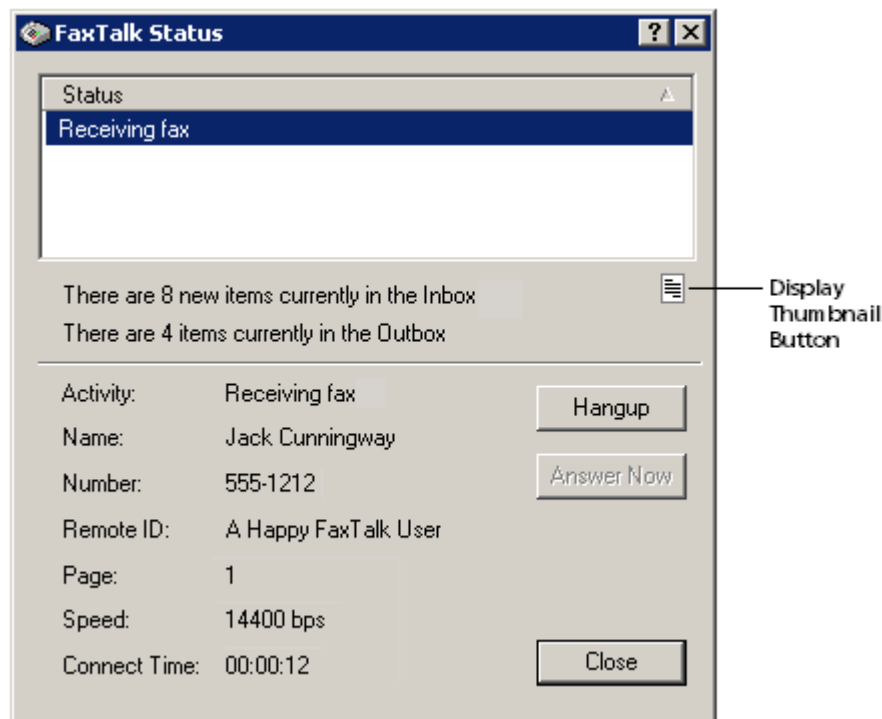 FaxTalk Status
Status
Receiving fax
There are 8 new items currently in the Inbox
There are 4 items currently in the Outbox
Display
Thumbnail
Button
Activity: Receiving fax
Hangup
Name: Jack Cunningway
Number: 555-1212
Answer Now
Remote ID: A Happy FaxTalk User
Page: 1
Speed: 14400 bps
Connect Time: 00:00:12
Close